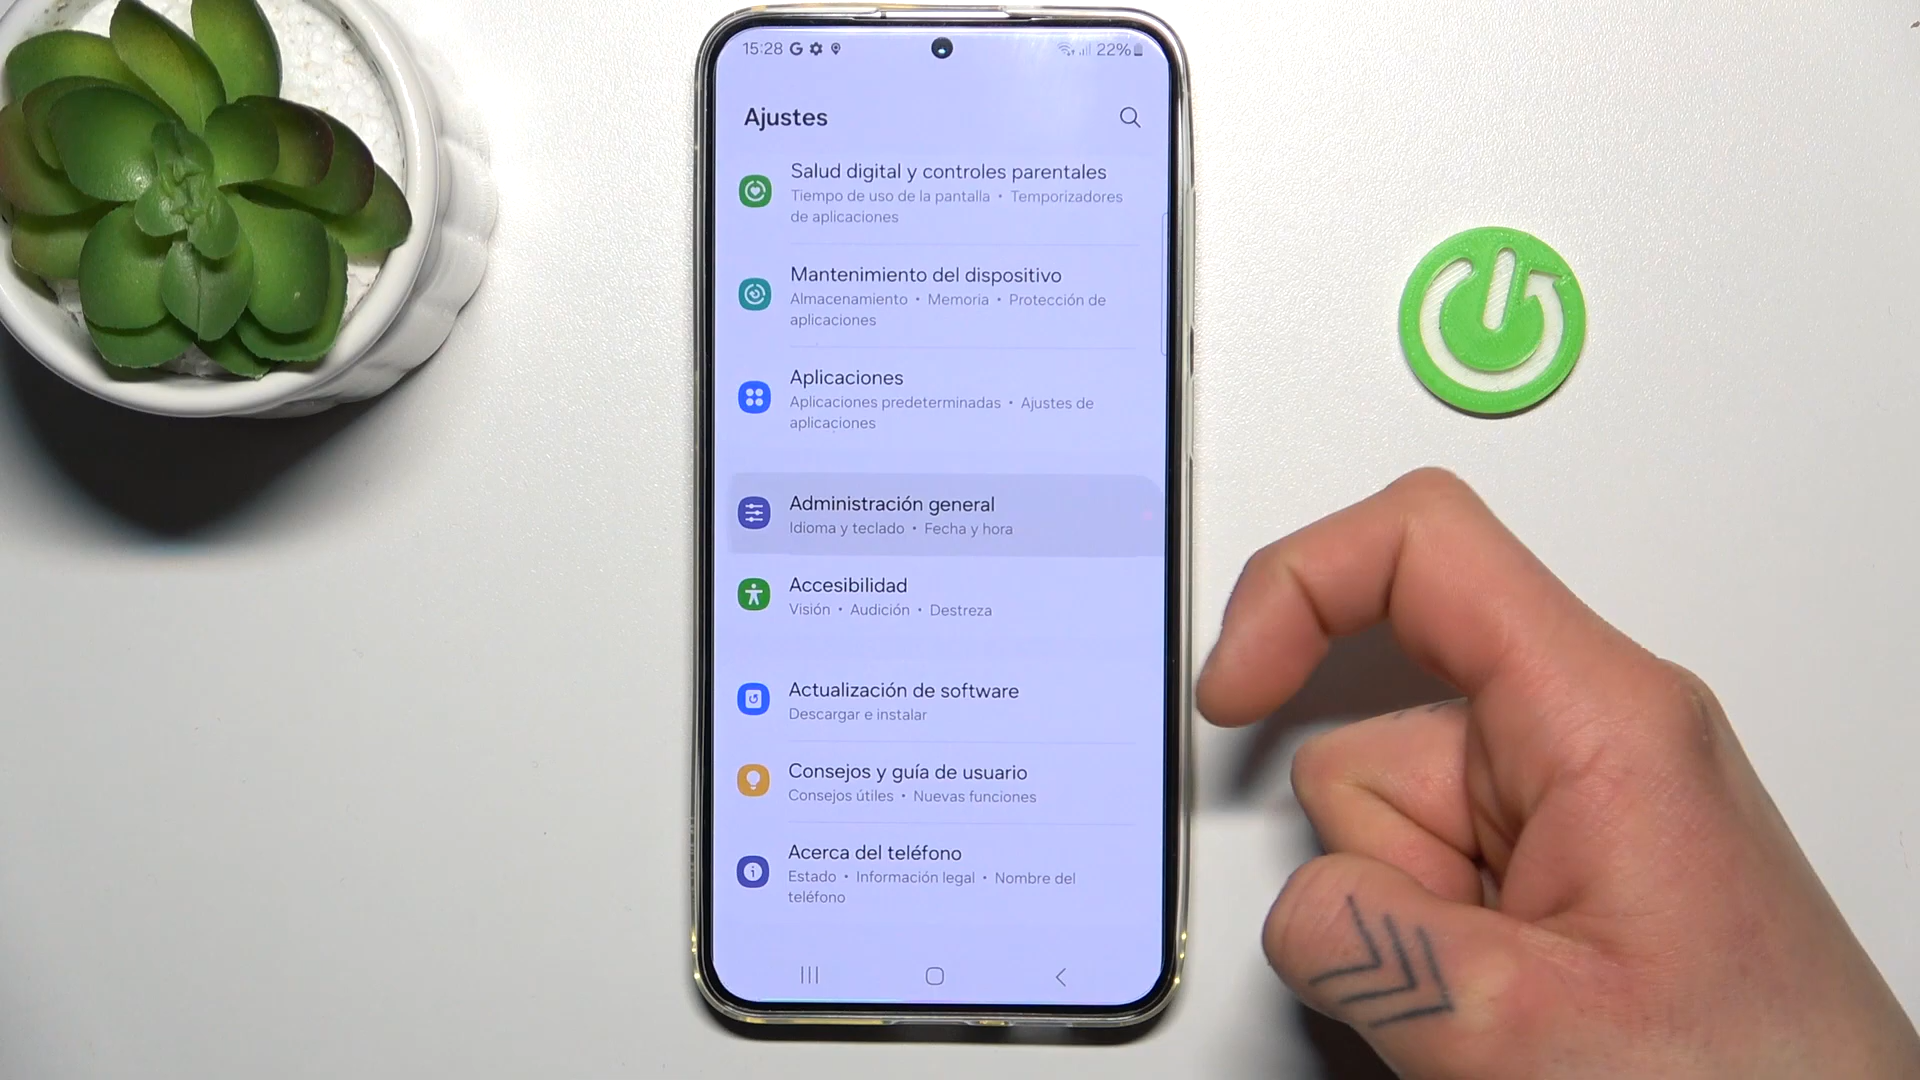 15:28 G 22%
Ajustes
Salud digital y controles parentales
Tiempo de uso de la pantalla • Temporizadores
de aplicaciones
Mantenimiento del dispositivo
Almacenamiento • Memoria • Protección de
aplicaciones
Aplicaciones
Aplicaciones predeterminadas • Ajustes de
aplicaciones
Administración general
Idioma y teclado • Fecha y hora
Accesibilidad
Visión • Audición • Destreza
Actualización de software
Descargar e instalar
Consejos y guía de usuario
Consejos útiles • Nuevas funciones
Acerca del teléfono
Estado • Información legal • Nombre del
teléfono